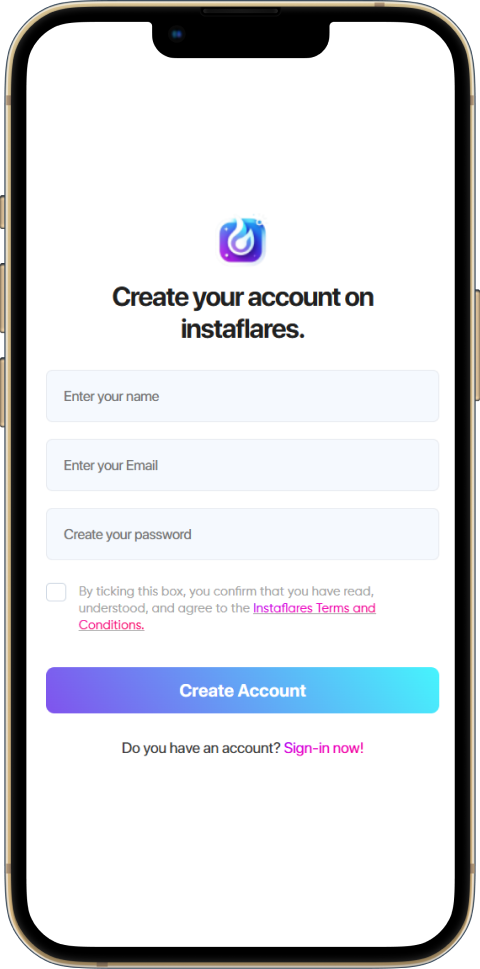 Create your account on
instaflares.
Enter your name
Enter your Email
Create your password
By ticking this box, you confirm that you have read,
understood, and agree to the Instaflares Terms and
Conditions.
Create Account
Do you have an account? Sign-in now!